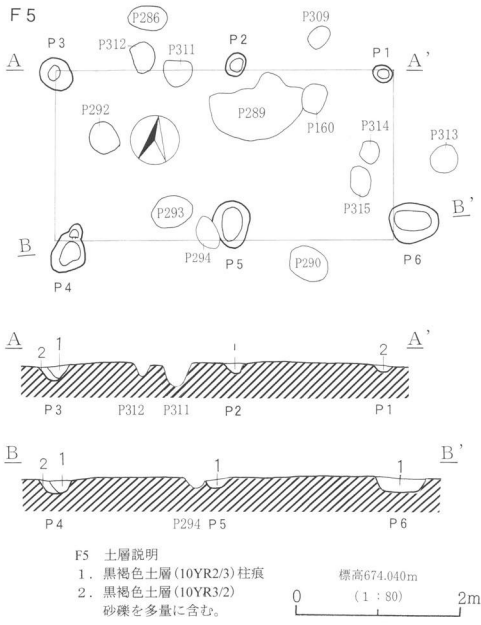 F5
P286
P309
P3
P312
P311
P2
P1
A
A'
P289
P160
P292
P314
P313
P315
P293
B
B'
P294
P5
P290
P6
P4
A
A'
2 1
1
2
P3
P312
P311
P2
P1
B
B'
2 1
1
1
P4
P294
P5
P6
F5 土層説明
1．黒褐色土層(10YR2/3)柱痕
2．黒褐色土層(10YR3/2)
砂礫を多量に含む。
標高674.040m
(1：80)
0
2m